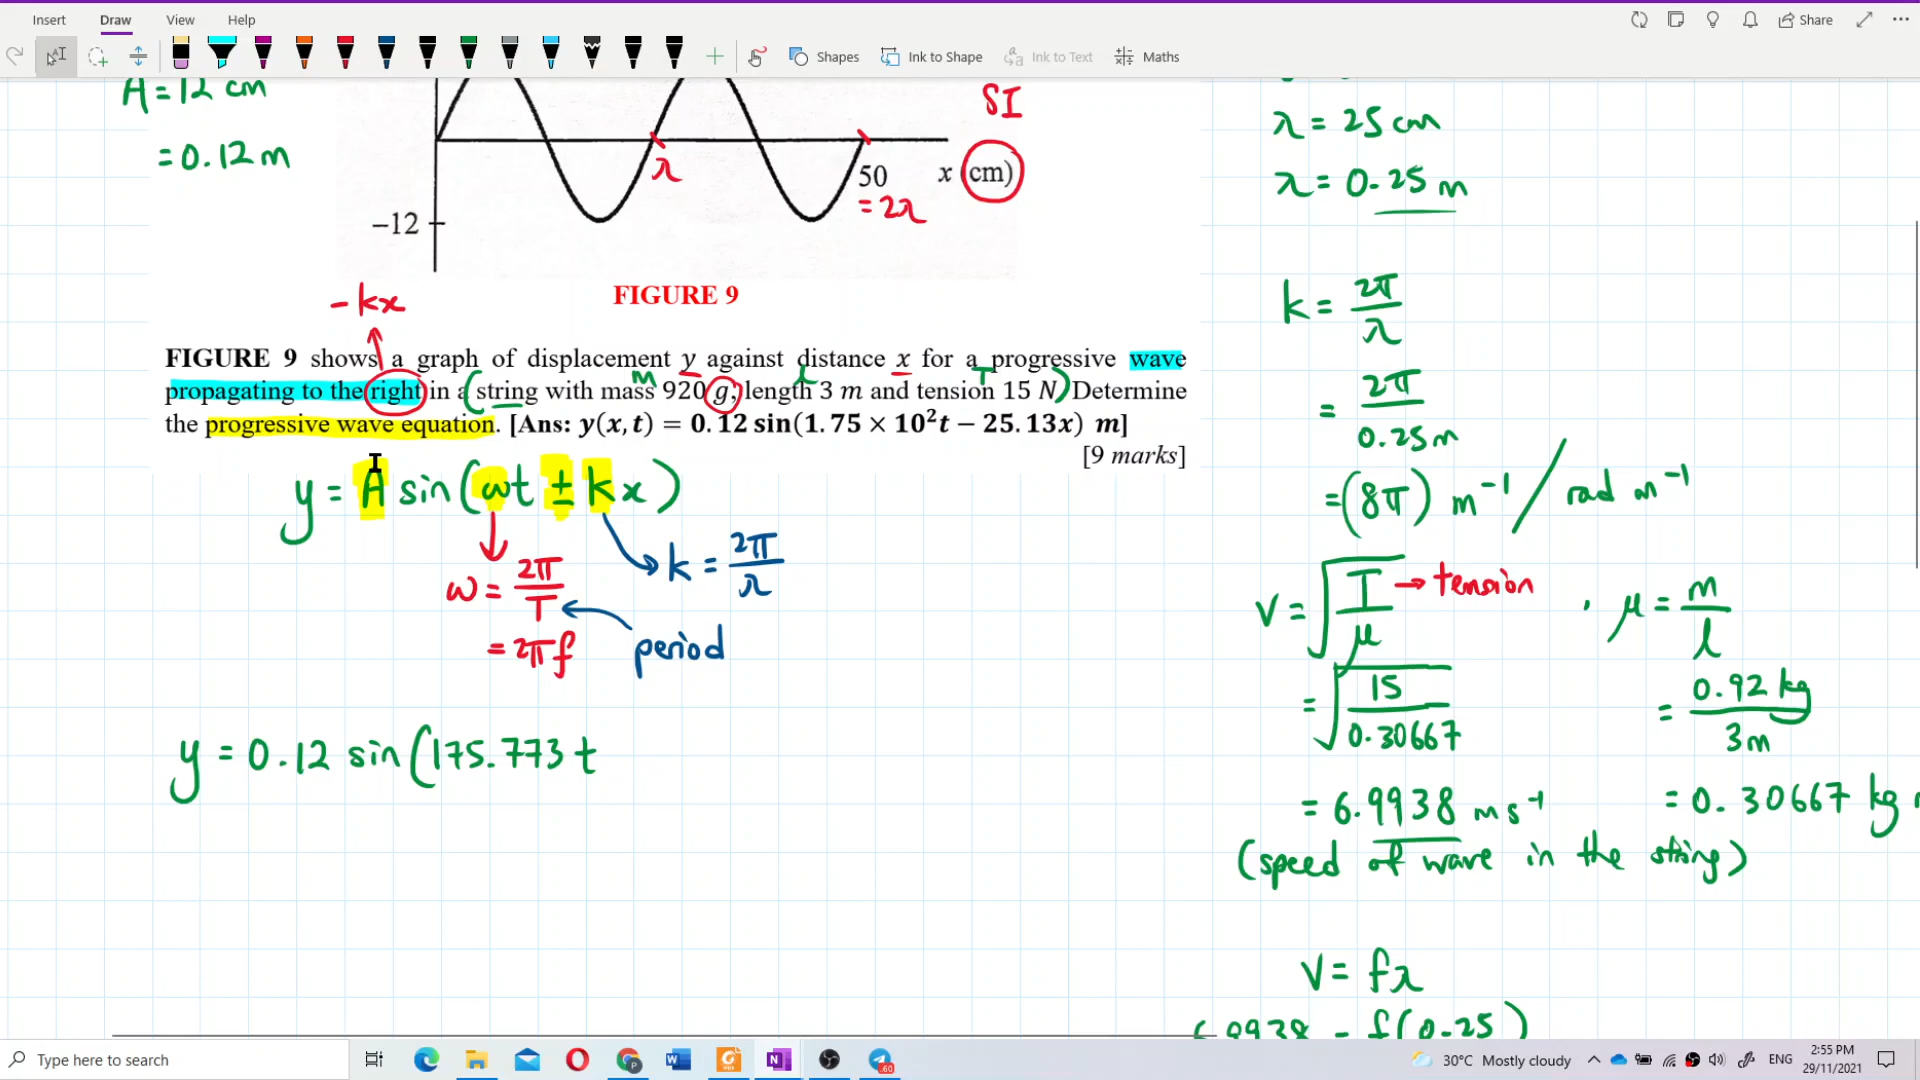 Insert Draw View Help
Share
Shapes Ink to Shape Ink to Text Maths
A = 12 cm
= 0.12 m
SI
λ
50
= 2λ
x (cm)
−12
− kx
FIGURE 9
FIGURE 9 shows a graph of displacement y against distance x for a progressive wave
m l T
propagating to the right in a (string with mass 920 g, length 3 m and tension 15 N) Determine
the progressive wave equation. [Ans: y(x, t) = 0.12 sin(1.75 × 10²t − 25.13x) m]
[9 marks]
y = A sin (ωt ± kx)
ω = 2π/T
= 2πf
k = 2π/λ
period
y = 0.12 sin (175.773 t
λ = 25 cm
λ = 0.25 m
k = 2π/λ
= 2π/0.25m
= (8π) m⁻¹ / rad m⁻¹
v = √(T/μ) → tension , μ = m/l
= √(15/0.30667)
= 0.92 kg/3m
= 6.9938 ms⁻¹
= 0.30667 kg
(speed of wave in the string)
v = fλ
6.9938 = f(0.25)
Type here to search
60
30°C Mostly cloudy
ENG
2:55 PM
29/11/2021